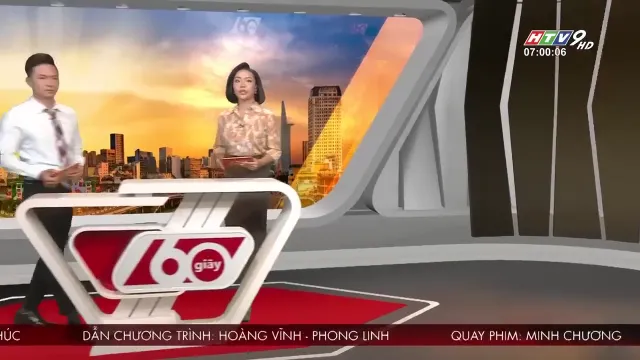 60
HTV9 HD
07:00:06
60
giây
HÚC DẪN CHƯƠNG TRÌNH: HOÀNG VĨNH - PHONG LINH QUAY PHIM: MINH CHƯƠNG